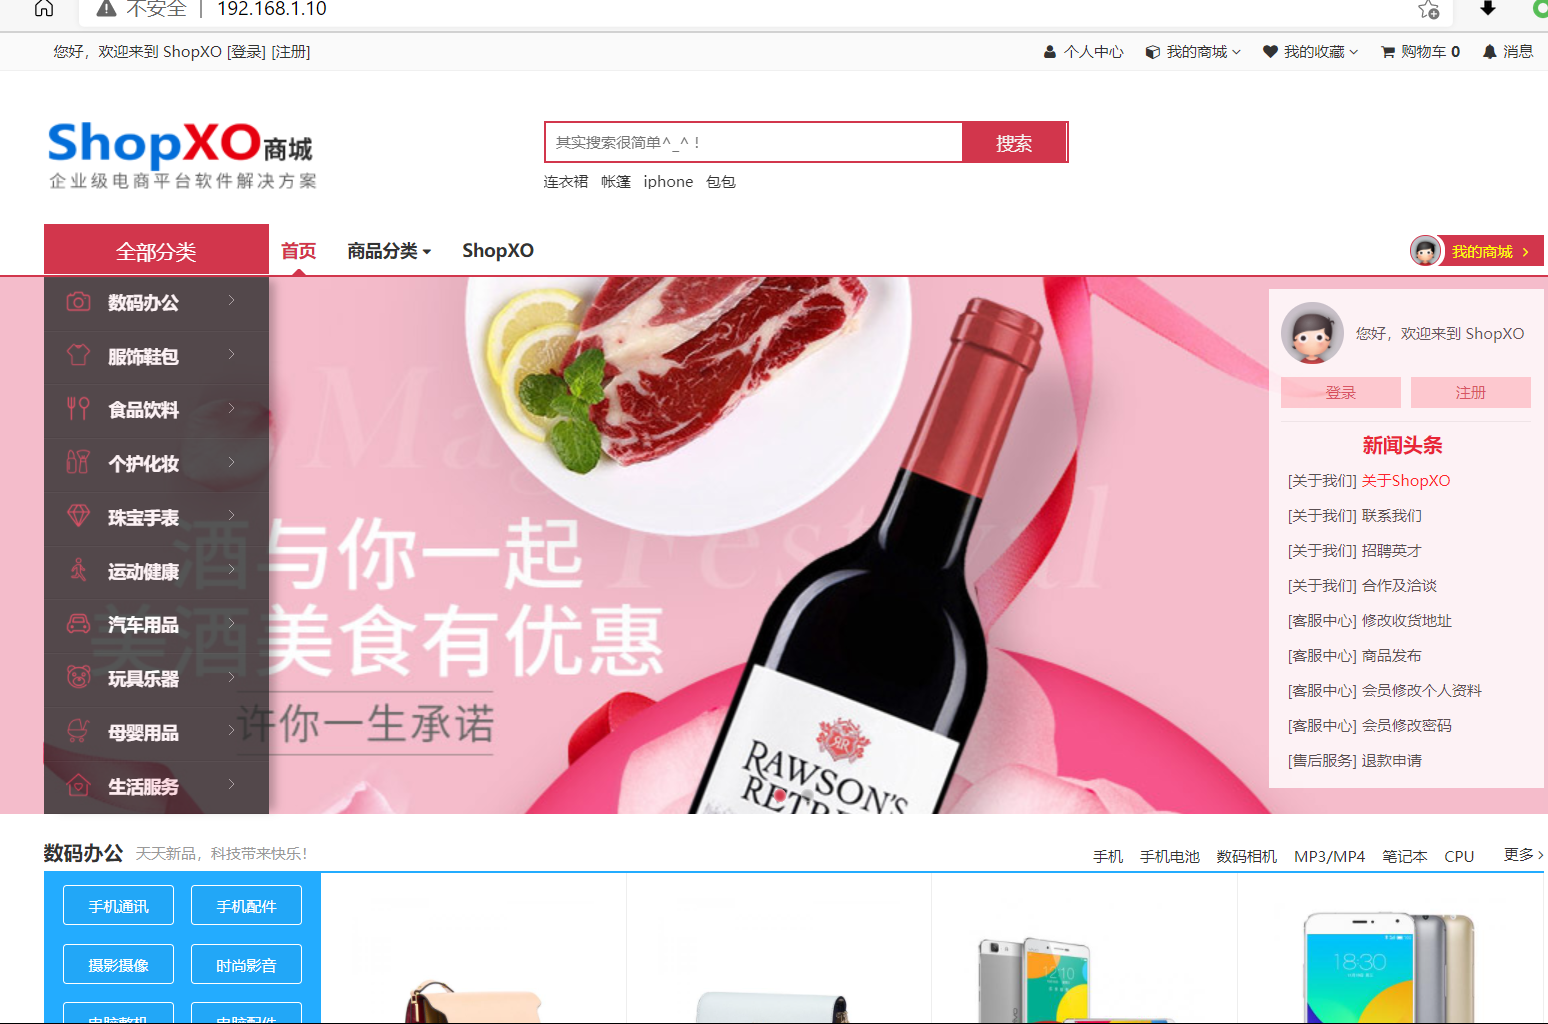 不安全 | 192.168.1.10
您好，欢迎来到 ShopXO [登录] [注册]
个人中心 我的商城 我的收藏 购物车 0 消息
ShopXO商城
企业级电商平台软件解决方案
其实搜索很简单^_^ !
搜索
连衣裙 帐篷 iphone 包包
全部分类 首页 商品分类 ShopXO
我的商城
数码办公
服饰鞋包
食品饮料
个护化妆
珠宝手表
运动健康
汽车用品
玩具乐器
母婴用品
生活服务
酒与你一起
美酒美食有优惠
许你一生承诺
Festival
RAWSON'S
您好，欢迎来到 ShopXO
登录 注册
新闻头条
[关于我们] 关于ShopXO
[关于我们] 联系我们
[关于我们] 招聘英才
[关于我们] 合作及洽谈
[客服中心] 修改收货地址
[客服中心] 商品发布
[客服中心] 会员修改个人资料
[客服中心] 会员修改密码
[售后服务] 退款申请
数码办公 天天新品，科技带来快乐！
手机 手机电池 数码相机 MP3/MP4 笔记本 CPU 更多
手机通讯 手机配件
摄影摄像 时尚影音
电脑整机 电脑配件
12:10
18:30